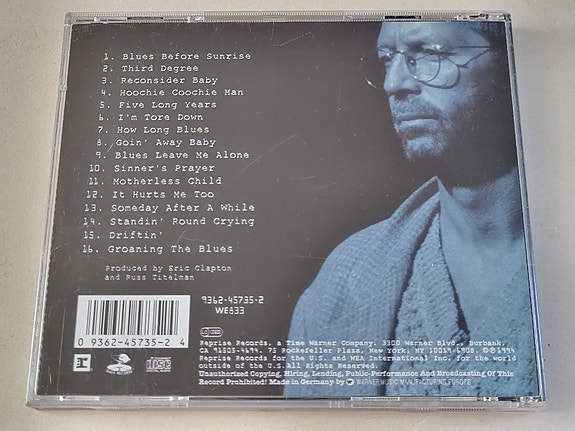 1. Blues Before Sunrise
2. Third Degree
3. Reconsider Baby
4. Hoochie Coochie Man
5. Five Long Years
6. I'm Tore Down
7. How Long Blues
8. Goin' Away Baby
9. Blues Leave Me Alone
10. Sinner's Prayer
11. Motherless Child
12. It Hurts Me Too
13. Someday After A While
14. Standin' Round Crying
15. Driftin'
16. Groaning The Blues
Produced by Eric Clapton
and Russ Titelman
9362-45735-2
WE833
0 9362-45735-2 4
Reprise Records, a Time Warner Company. 3300 Warner Blvd., Burbank,
CA 91505-4694. 75 Rockefeller Plaza, New York, NY 10019-6908. ©℗1994
Reprise Records for the U.S. and WEA International Inc. for the world
outside of the U.S. All Rights Reserved.
Unauthorized Copying, Hiring, Lending, Public Performance And Broadcasting Of This
Record Prohibited! Made in Germany by WARNER MUSIC MANUFACTURING EUROPE